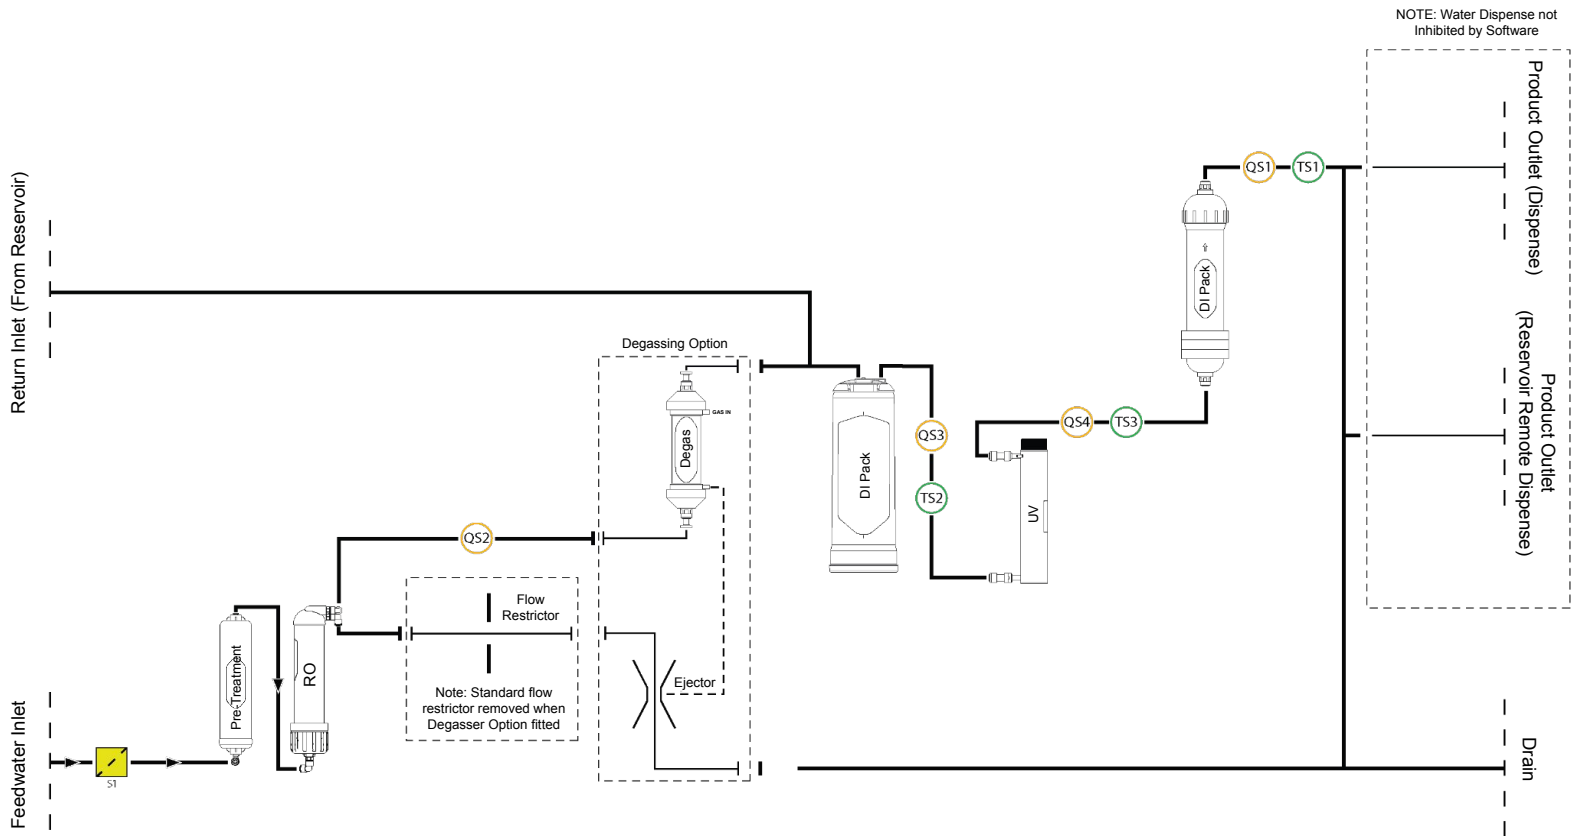 NOTE: Water Dispense not
Inhibited by Software
Product Outlet (Dispense)
QS1
TS1
DI Pack
Return Inlet (From Reservoir)
Degassing Option
GAS IN
Degas
DI Pack
QS3
TS2
QS4
TS3
UV
Product Outlet
(Reservoir Remote Dispense)
QS2
Flow
Restrictor
Note: Standard flow
restrictor removed when
Degasser Option fitted
Ejector
Pre-Treatment
RO
Feedwater Inlet
S1
Drain